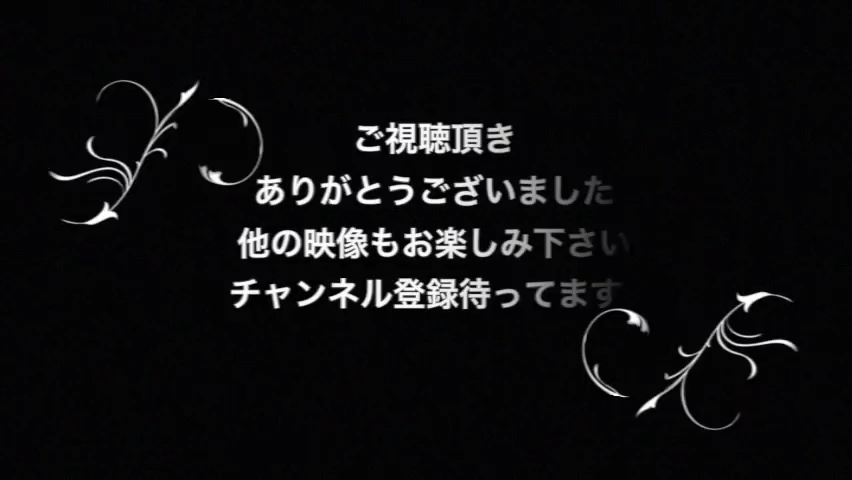 ご視聴頂き
ありがとうございました
他の映像もお楽しみ下さい
チャンネル登録待ってます